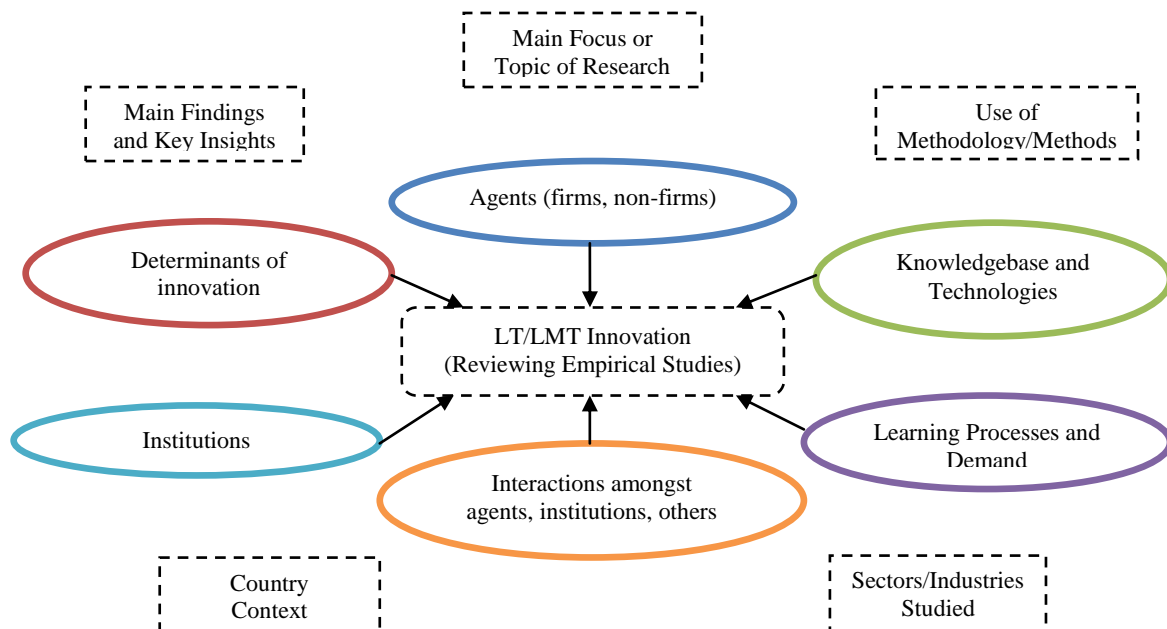 Main Focus or
Topic of Research
Main Findings
and Key Insights
Use of
Methodology/Methods
Agents (firms, non-firms)
Determants of
innovation
Knowledgebase and
Technologies
LT/LMT Innovation
(Reviewing Empirical Studies)
Institutions
Learning Processes and
Demand
Interactions amongst
agents, institutions, others
Country
Context
Sectors/Industries
Studied